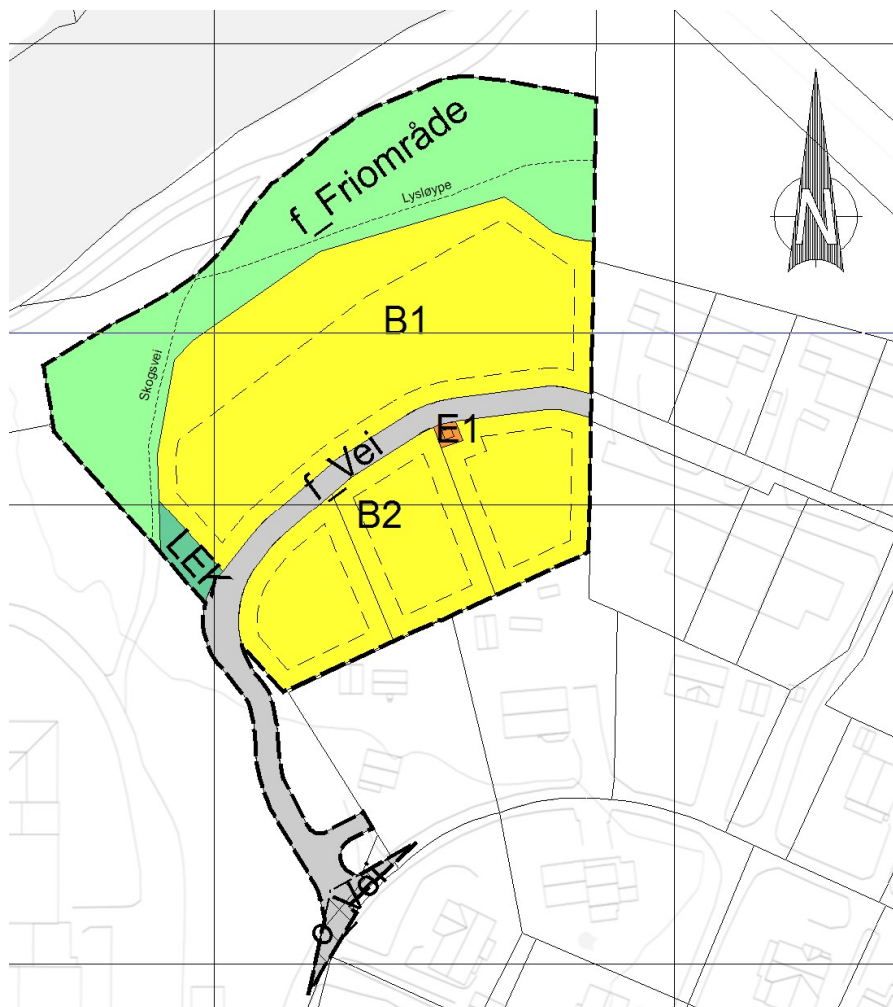 f_Friområde
Lysløype
N
B1
Skogsvei
E1
f_Vei
B2
LEK
o_Vei